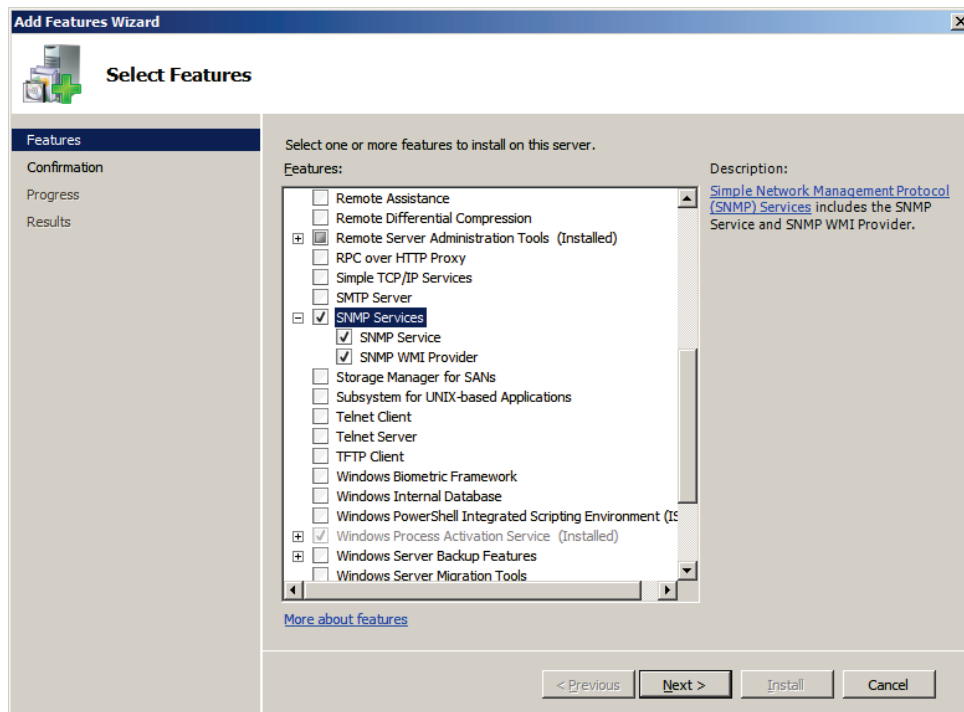 Add Features Wizard
Select Features
Features
Confirmation
Progress
Results
Select one or more features to install on this server.
Features:
Remote Assistance
Remote Differential Compression
Remote Server Administration Tools (Installed)
RPC over HTTP Proxy
Simple TCP/IP Services
SMTP Server
SNMP Services
SNMP Service
SNMP WMI Provider
Storage Manager for SANs
Subsystem for UNIX-based Applications
Telnet Client
Telnet Server
TFTP Client
Windows Biometric Framework
Windows Internal Database
Windows PowerShell Integrated Scripting Environment (IS
Windows Process Activation Service (Installed)
Windows Server Backup Features
Windows Server Migration Tools
More about features
Description:
Simple Network Management Protocol
(SNMP) Services includes the SNMP
Service and SNMP WMI Provider.
< Previous
Next >
Install
Cancel